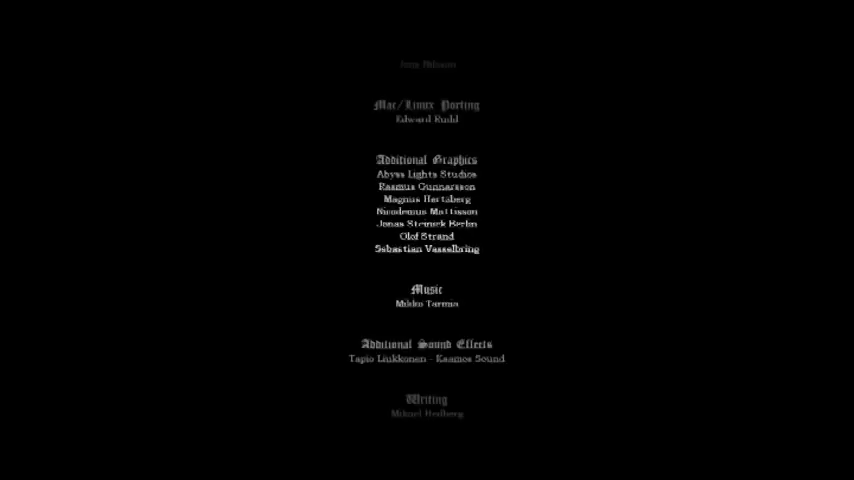 Mac/Linux Porting
Edward Rudd
Additional Graphics
Abyss Lights Studios
Rasmus Gunnarsson
Magnus Hertzberg
Nicodemus Mattisson
Jonas Steinick Berlin
Olof Strand
Sebastian Vasselbring
Music
Mikko Tarmia
Additional Sound Effects
Tapio Liukkonen - Kaamos Sound
Writing
Mikael Hedberg